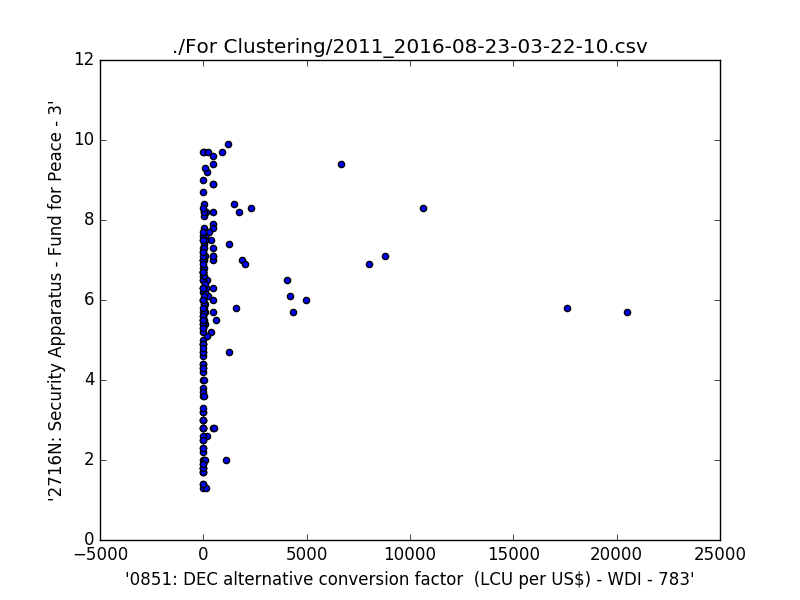 ./For Clustering/2011_2016-08-23-03-22-10.csv
12
10
8
6
4
2
0
'2716N: Security Apparatus - Fund for Peace - 3'
−5000 0 5000 10000 15000 20000 25000
'0851: DEC alternative conversion factor  (LCU per US$) - WDI - 783'